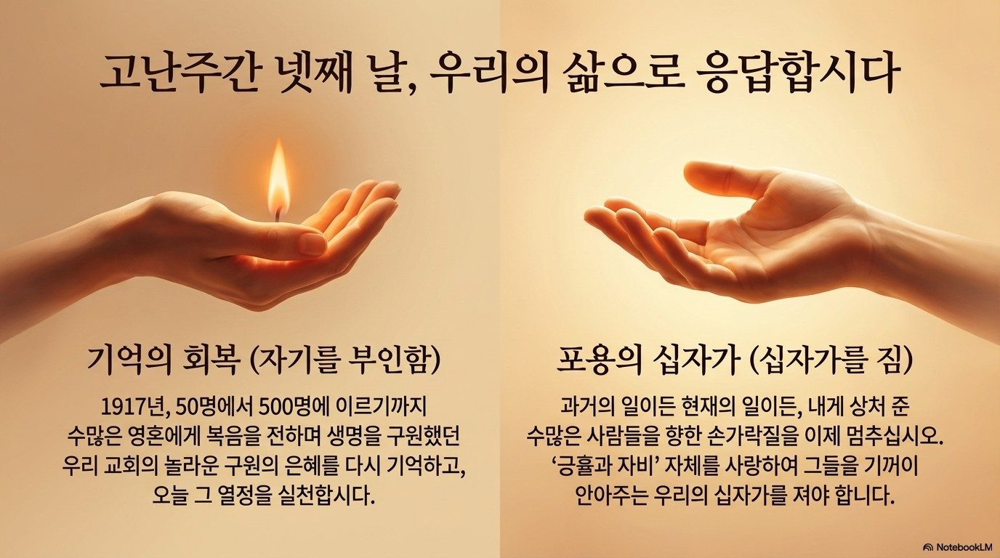 고난주간 넷째 날, 우리의 삶으로 응답합시다
기억의 회복 (자기를 부인함)
1917년, 50명에서 500명에 이르기까지
수많은 영혼에게 복음을 전하며 생명을 구원했던
우리 교회의 놀라운 구원의 은혜를 다시 기억하고,
오늘 그 열정을 실천합시다.
포용의 십자가 (십자가를 짐)
과거의 일이든 현재의 일이든, 내게 상처 준
수많은 사람들을 향한 손가락질을 이제 멈추십시오.
‘긍휼과 자비’ 자체를 사랑하여 그들을 기꺼이
안아주는 우리의 십자가를 져야 합니다.
NotebookLM